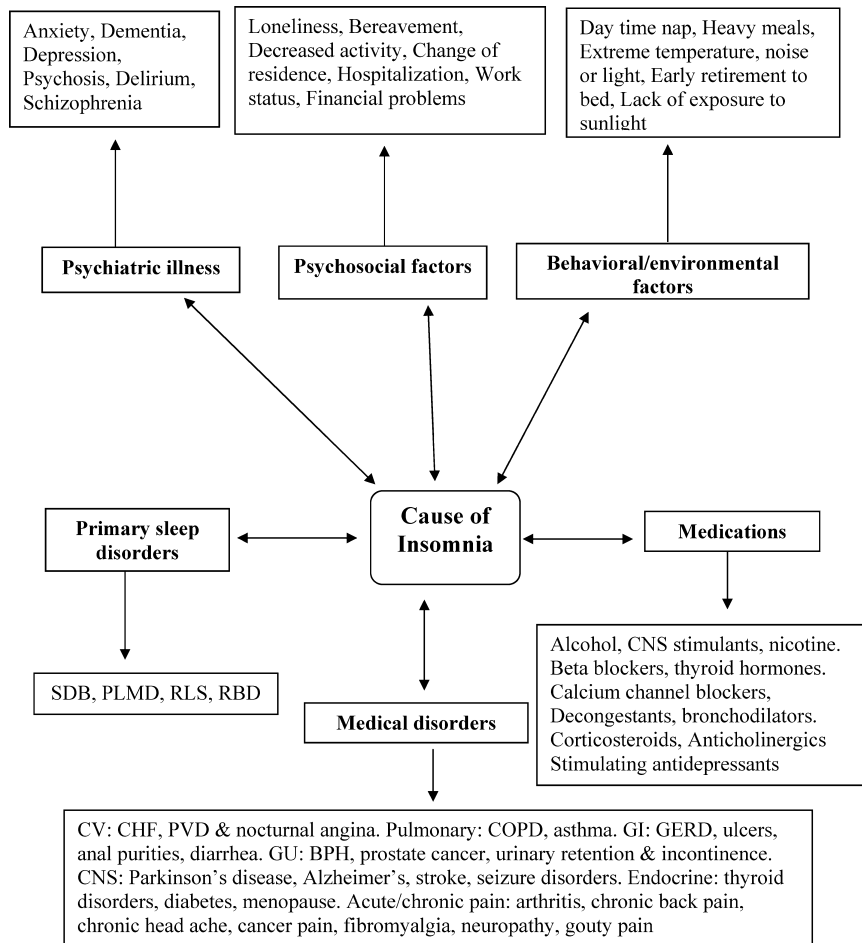 Anxiety, Dementia,
Depression,
Psychosis, Delirium,
Schizophrenia
Loneliness, Bereavement,
Decreased activity, Change of
residence, Hospitalization, Work
status, Financial problems
Day time nap, Heavy meals,
Extreme temperature, noise
or light, Early retirement to
bed, Lack of exposure to
sunlight
Psychiatric illness
Psychosocial factors
Behavioral/environmental
factors
Primary sleep
disorders
Cause of
Insomnia
Medications
SDB, PLMD, RLS, RBD
Medical disorders
Alcohol, CNS stimulants, nicotine.
Beta blockers, thyroid hormones.
Calcium channel blockers,
Decongestants, bronchodilators.
Corticosteroids, Anticholinergics
Stimulating antidepressants
CV: CHF, PVD & nocturnal angina. Pulmonary: COPD, asthma. GI: GERD, ulcers,
anal purities, diarrhea. GU: BPH, prostate cancer, urinary retention & incontinence.
CNS: Parkinson’s disease, Alzheimer’s, stroke, seizure disorders. Endocrine: thyroid
disorders, diabetes, menopause. Acute/chronic pain: arthritis, chronic back pain,
chronic head ache, cancer pain, fibromyalgia, neuropathy, gouty pain